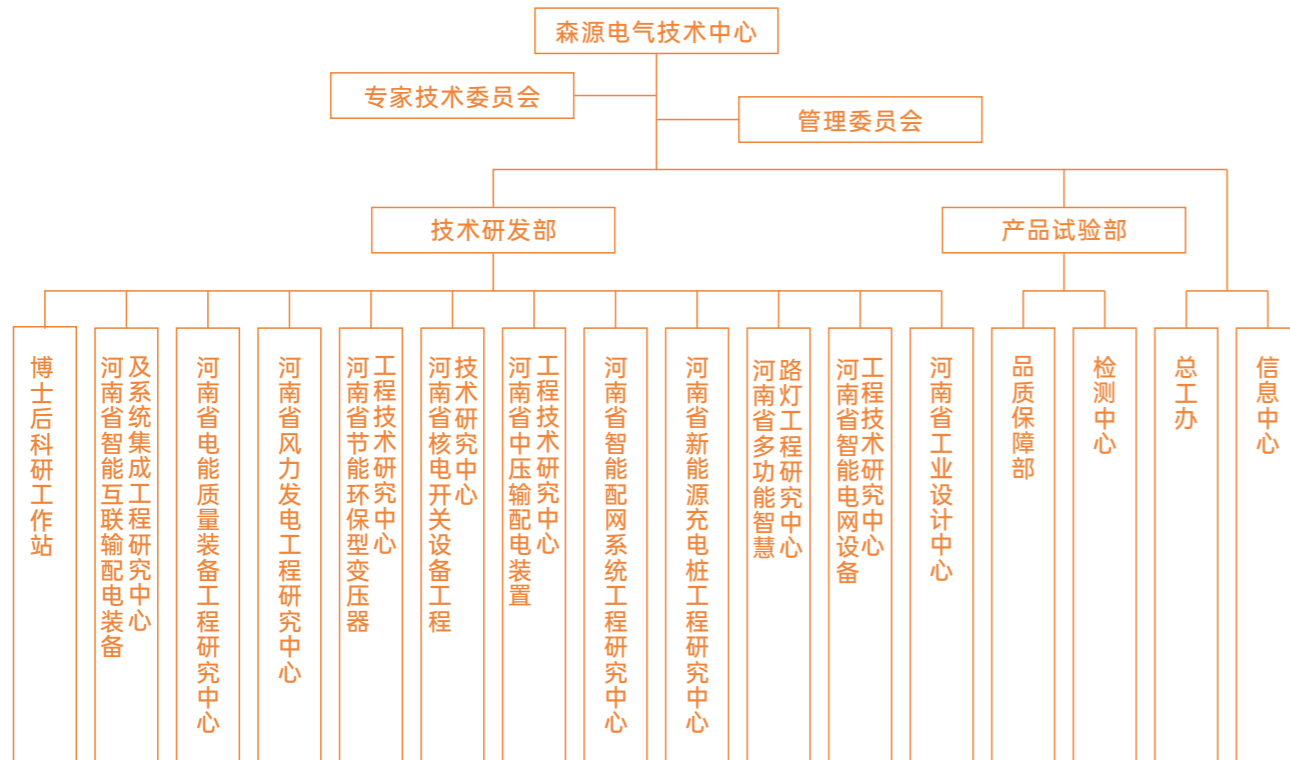 森源电气技术中心
专家技术委员会
管理委员会
技术研发部
产品试验部
博士后科研工作站
河南省智能互联输配电装备
及系统集成工程研究中心
河南省电能质量装备工程研究中心
河南省风力发电工程研究中心
河南省节能环保型变压器
工程技术研究中心
河南省核电开关设备工程
技术研究中心
河南省中压输配电装置
工程技术研究中心
河南省智能配网系统工程研究中心
河南省新能源充电桩工程研究中心
河南省多功能智慧
路灯工程研究中心
河南省智能电网设备
工程技术研究中心
河南省工业设计中心
品质保障部
检测中心
总工办
信息中心